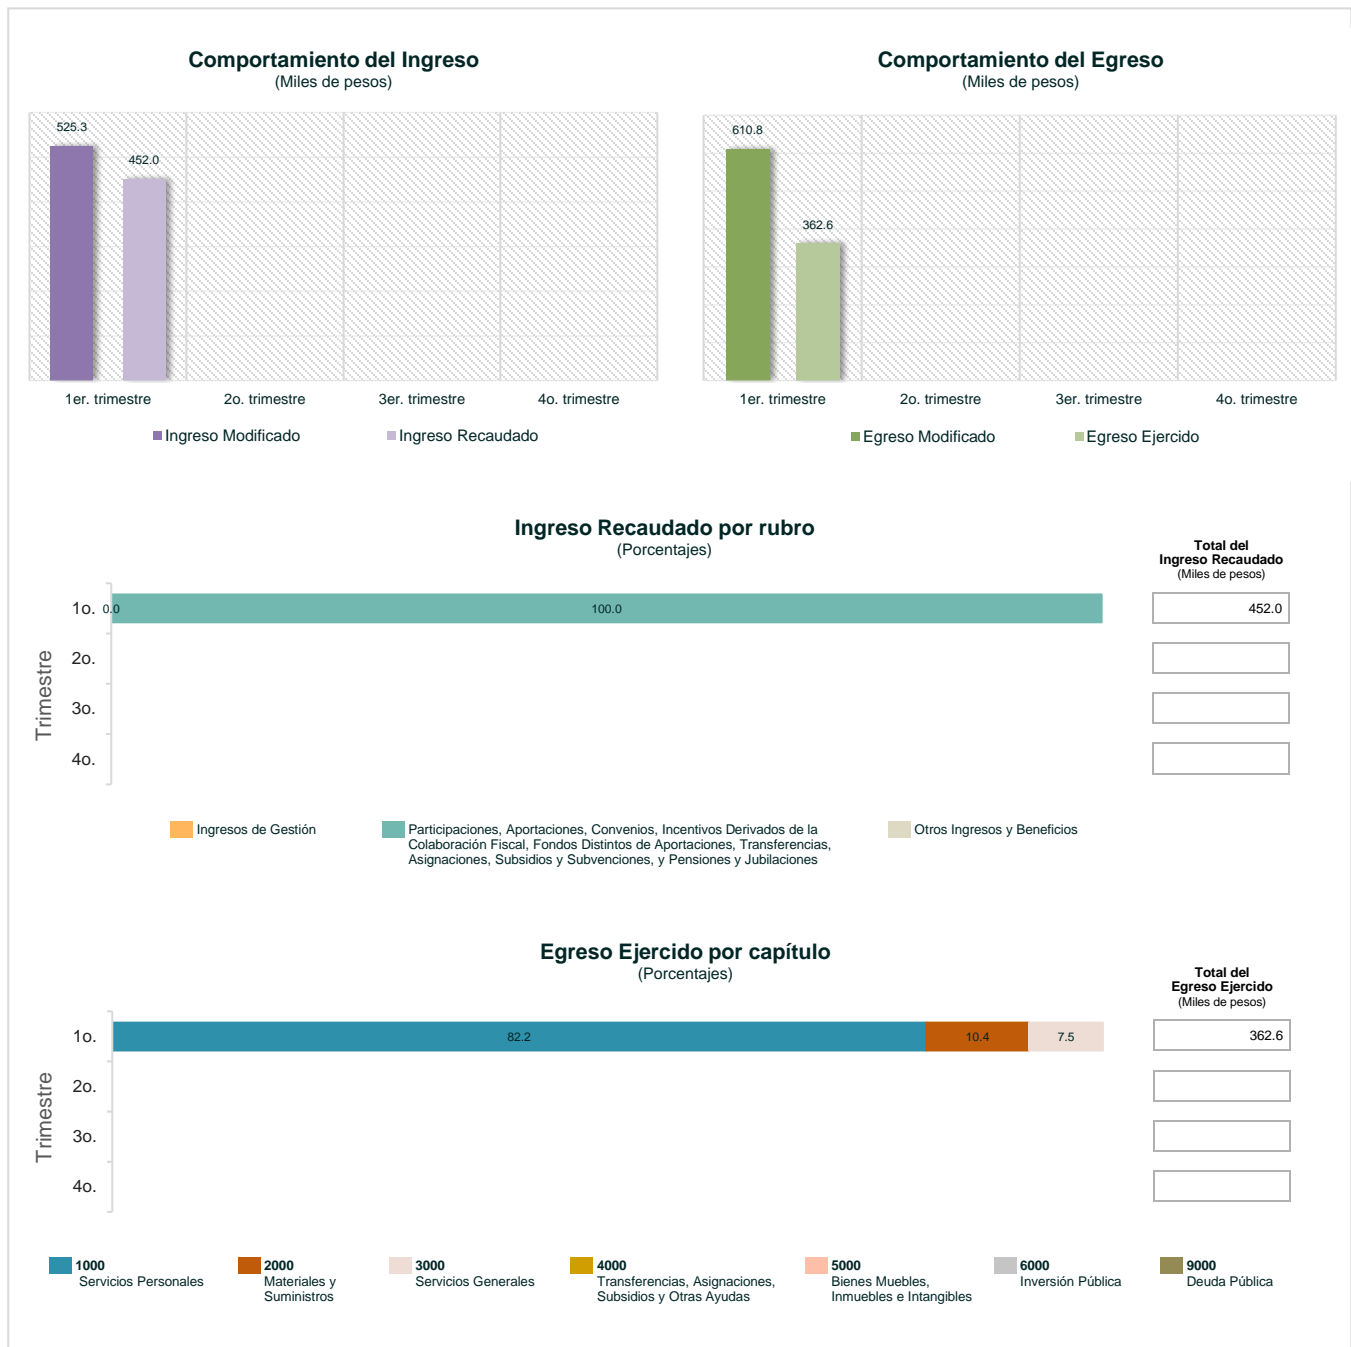 Comportamiento del Ingreso
(Miles de pesos)
525.3
452.0
1er. trimestre
2o. trimestre
3er. trimestre
4o. trimestre
Ingreso Modificado
Ingreso Recaudado
Comportamiento del Egreso
(Miles de pesos)
610.8
362.6
1er. trimestre
2o. trimestre
3er. trimestre
4o. trimestre
Egreso Modificado
Egreso Ejercido
Ingreso Recaudado por rubro
(Porcentajes)
Total del
Ingreso Recaudado
(Miles de pesos)
Trimestre
1o.
0.0
100.0
452.0
2o.
3o.
4o.
Ingresos de Gestión
Participaciones, Aportaciones, Convenios, Incentivos Derivados de la
Colaboración Fiscal, Fondos Distintos de Aportaciones, Transferencias,
Asignaciones, Subsidios y Subvenciones, y Pensiones y Jubilaciones
Otros Ingresos y Beneficios
Egreso Ejercido por capítulo
(Porcentajes)
Total del
Egreso Ejercido
(Miles de pesos)
Trimestre
1o.
82.2
10.4
7.5
362.6
2o.
3o.
4o.
1000
Servicios Personales
2000
Materiales y
Suministros
3000
Servicios Generales
4000
Transferencias, Asignaciones,
Subsidios y Otras Ayudas
5000
Bienes Muebles,
Inmuebles e Intangibles
6000
Inversión Pública
9000
Deuda Pública